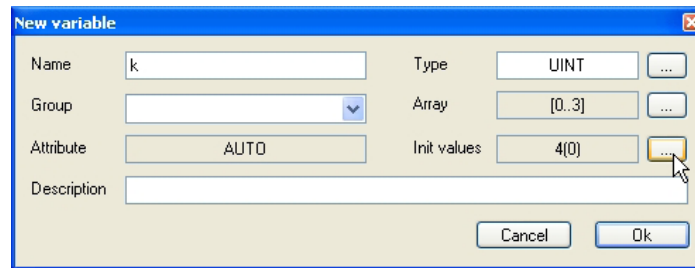 New variable
Name k Type UINT ...
Group Array [0..3] ...
Attribute AUTO Init values 4(0) ...
Description
Cancel Ok